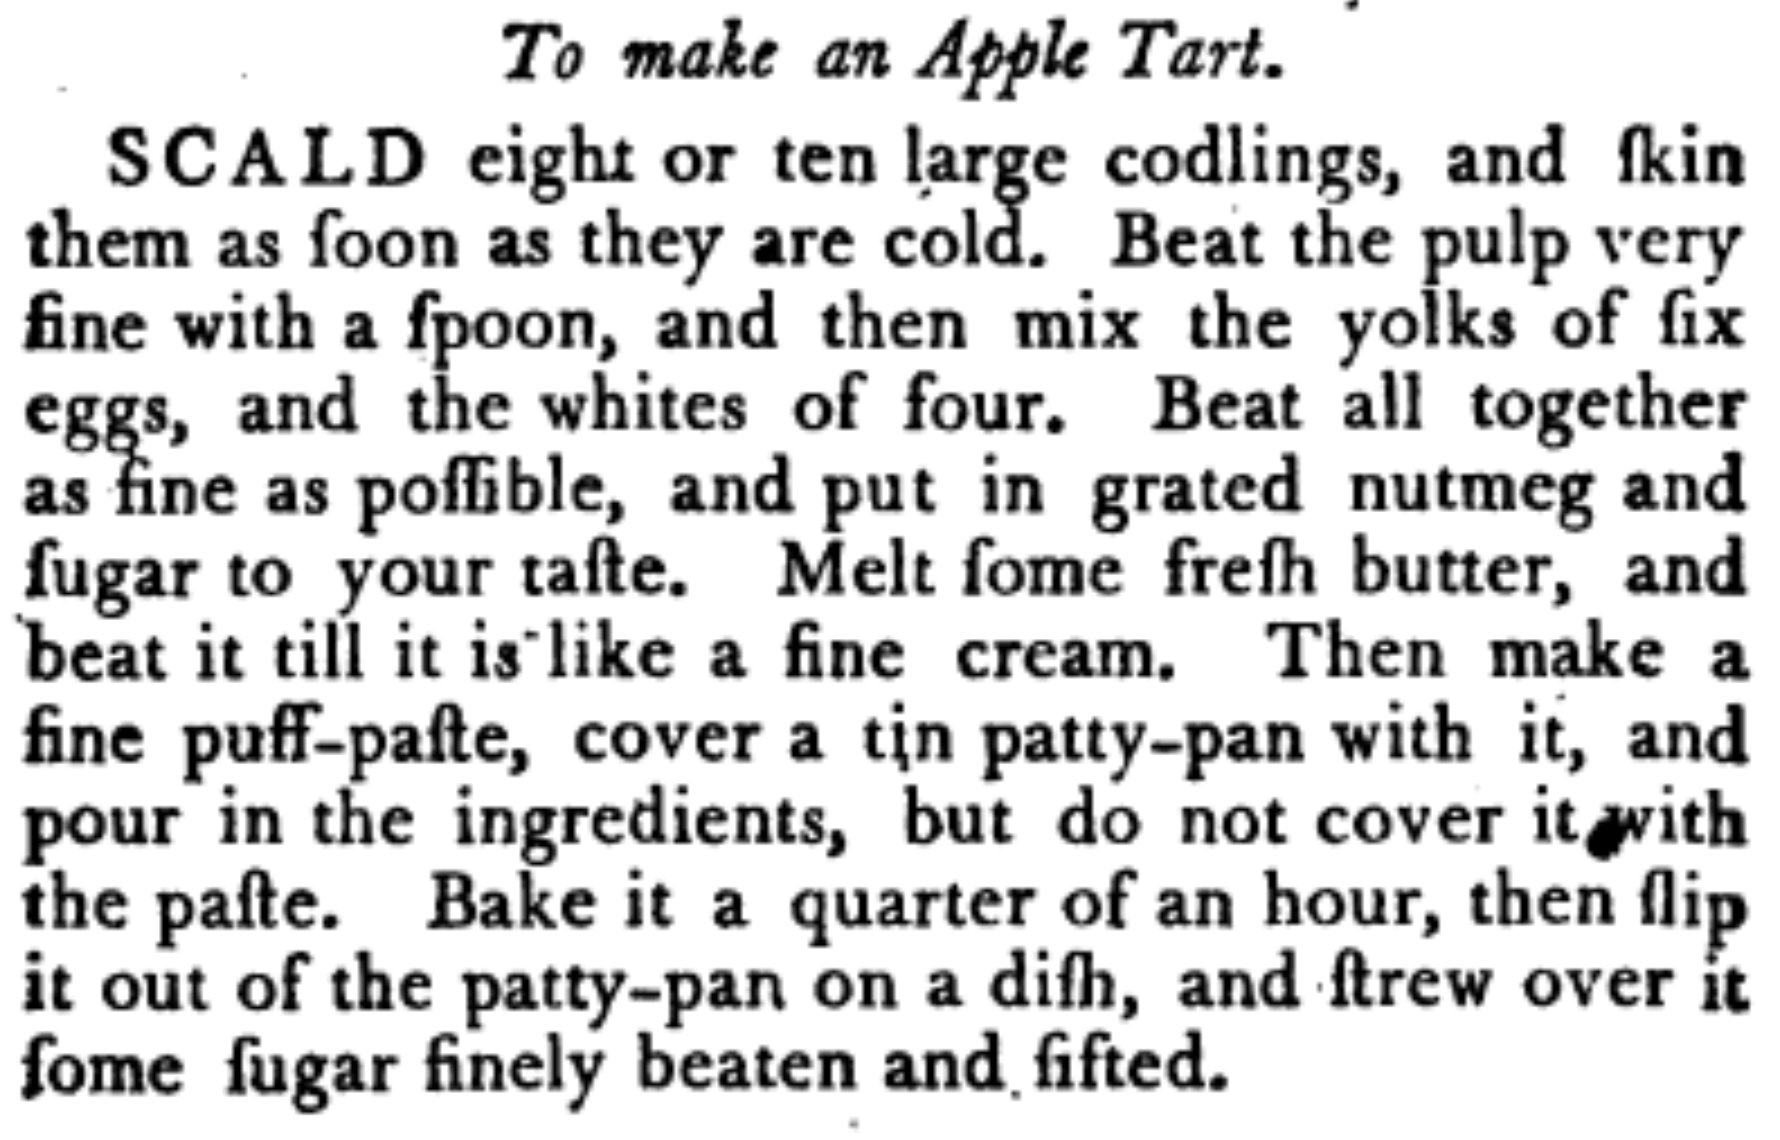 To make an Apple Tart.
SCALD eight or ten large codlings, and ſkin
them as ſoon as they are cold. Beat the pulp very
fine with a ſpoon, and then mix the yolks of ſix
eggs, and the whites of four. Beat all together
as fine as poſſible, and put in grated nutmeg and
ſugar to your taſte. Melt ſome freſh butter, and
beat it till it is like a fine cream. Then make a
fine puff-paſte, cover a tin patty-pan with it, and
pour in the ingredients, but do not cover it with
the paſte. Bake it a quarter of an hour, then ſlip
it out of the patty-pan on a diſh, and ſtrew over it
ſome ſugar finely beaten and ſifted.